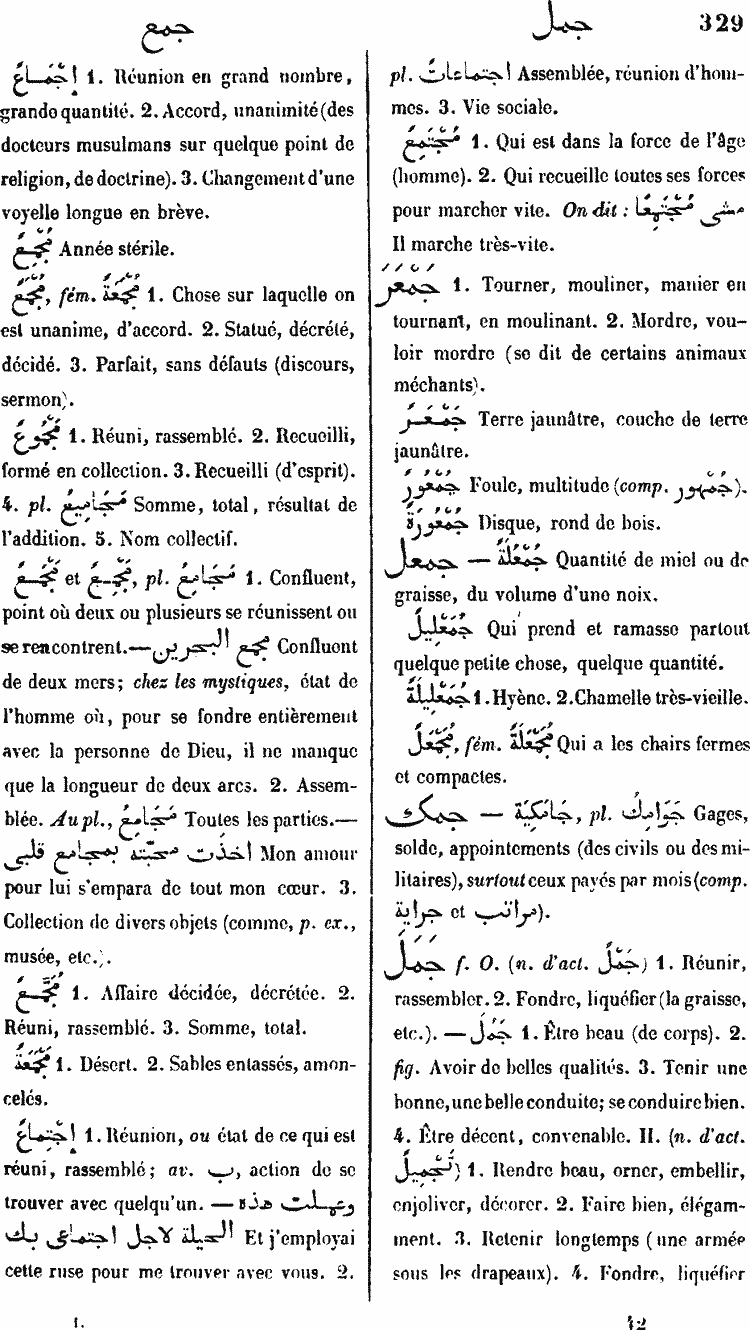 جمع
جمل 329
إِجْمَاعٌ 1. Réunion en grand nombre,
grande quantité. 2. Accord, unanimité (des
docteurs musulmans sur quelque point de
religion, de doctrine). 3. Changement d'une
voyelle longue en brève.
مُجْمِعٌ Année stérile.
مُجْمَعٌ, fém. مُجْمَعَةٌ 1. Chose sur laquelle on
est unanime, d'accord. 2. Statué, décrété,
décidé. 3. Parfait, sans défauts (discours,
sermon).
مَجْمُوعٌ 1. Réuni, rassemblé. 2. Recueilli,
formé en collection. 3. Recueilli (d'esprit).
4. pl. مَجَامِيعُ Somme, total, résultat de
l'addition. 5. Nom collectif.
مَجْمَعٌ et مَجْمِعٌ, pl. مَجَامِعُ 1. Confluent,
point où deux ou plusieurs se réunissent ou
se rencontrent.—مجمع البحرين Confluent
de deux mers; chez les mystiques, état de
l'homme où, pour se fondre entièrement
avec la personne de Dieu, il ne manque
que la longueur de deux arcs. 2. Assem-
blée. Au pl., مَجَامِعُ Toutes les parties.—
اخذت محبّته بمجامع قلبى Mon amour
pour lui s'empara de tout mon cœur. 3.
Collection de divers objets (comme, p. ex.,
musée, etc.).
مُجَمَّعٌ 1. Affaire décidée, décrétée. 2.
Réuni, rassemblé. 3. Somme, total.
مَجْمَعَةٌ 1. Désert. 2. Sables entassés, amon-
celés.
إِجْتِمَاعٌ 1. Réunion, ou état de ce qui est
réuni, rassemblé; av. ب, action de se
trouver avec quelqu'un. — وعملت هذه
الحيلة لاجل اجتماعى بك Et j'employai
cette ruse pour me trouver avec vous. 2.
pl. اجتماعاتٌ Assemblée, réunion d'hom-
mes. 3. Vie sociale.
مُجْتَمِعٌ 1. Qui est dans la force de l'âge
(homme). 2. Qui recueille toutes ses forces
pour marcher vite. On dit : مشى مُجْتَمِعًا
Il marche très-vite.
جَمْعَرَ 1. Tourner, mouliner, manier en
tournant, en moulinant. 2. Mordre, vou-
loir mordre (se dit de certains animaux
méchants).
جَمْعَرٌ Terre jaunâtre, couche de terre
jaunâtre.
جُمْعُورٌ Foule, multitude (comp. جُمْهُور).
جُمْعُورَةٌ Disque, rond de bois.
جمعل — جُمْعُلَةٌ Quantité de miel ou de
graisse, du volume d'une noix.
جُمَعْلِيلٌ Qui prend et ramasse partout
quelque petite chose, quelque quantité.
جُمَعْلِيلَةٌ 1. Hyène. 2. Chamelle très-vieille.
مُجَمْعَلٌ, fém. مُجَمْعَلَةٌ Qui a les chairs fermes
et compactes.
جمك — جَامَكِيَّةٌ, pl. جَوَامِكُ Gages,
solde, appointements (des civils ou des mi-
litaires), surtout ceux payés par mois (comp.
جراية et مراتب).
جَمَلَ f. O. (n. d'act. جَمْلٌ) 1. Réunir,
rassembler. 2. Fondre, liquéfier (la graisse,
etc.). — جَمُلَ 1. Être beau (de corps). 2.
fig. Avoir de belles qualités. 3. Tenir une
bonne, une belle conduite; se conduire bien.
4. Être décent, convenable. II. (n. d'act.
تَجْمِيلٌ) 1. Rendre beau, orner, embellir,
enjoliver, décorer. 2. Faire bien, élégam-
ment. 3. Retenir longtemps (une armée
sous les drapeaux). 4. Fondre, liquéfier
I.
42